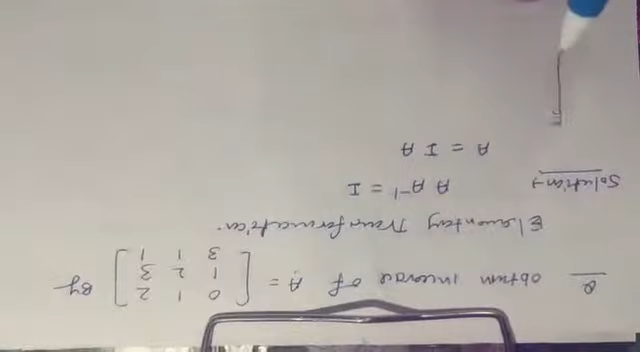 Q obtain inverse of A = [ 0 1 2
1 2 3
3 1 1 ] By
Elementary Transformation.
Solution→ A A⁻¹ = I
A = I A